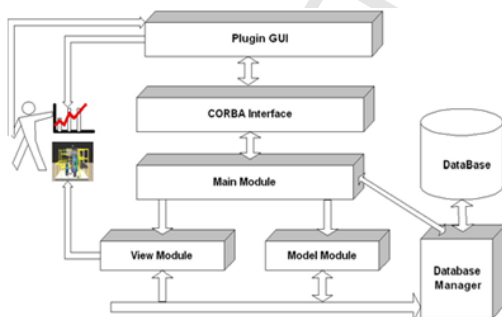 Plugin GUI
CORBA Interface
DataBase
Main Module
View Module
Model Module
Database
Manager